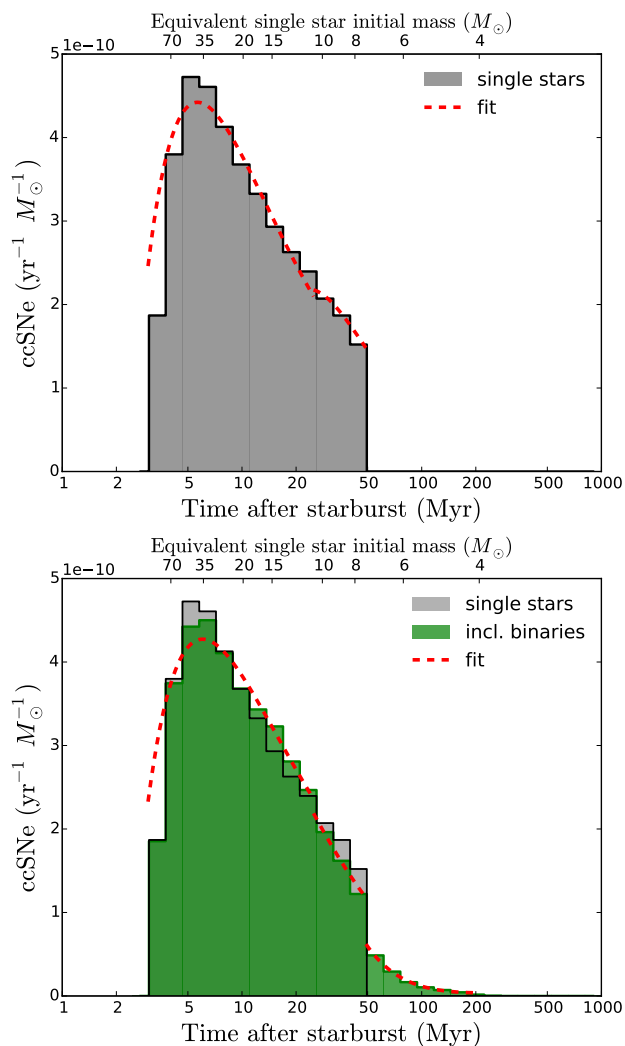 Equivalent single star initial mass (M⊙)
70 35 20 15 10 8 6 4
1e−10
5
4
3
2
1
0
ccSNe (yr⁻¹ M⊙⁻¹)
single stars
fit
1 2 5 10 20 50 100 200 500 1000
Time after starburst (Myr)
Equivalent single star initial mass (M⊙)
70 35 20 15 10 8 6 4
1e−10
5
4
3
2
1
0
ccSNe (yr⁻¹ M⊙⁻¹)
single stars
incl. binaries
fit
1 2 5 10 20 50 100 200 500 1000
Time after starburst (Myr)